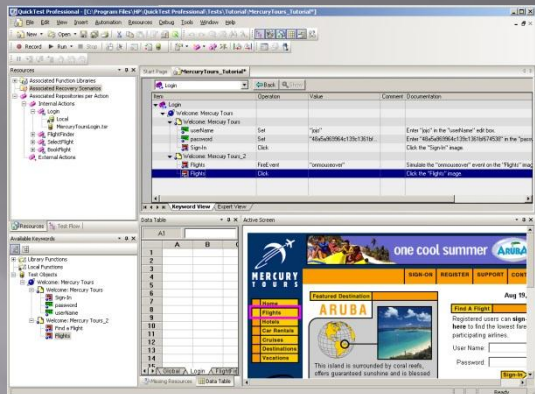 QuickTest Professional - [C:\Program Files\HP\QuickTest Professional\Tests\Tutorial\MercuryTours_Tutorial*]
File Edit View Insert Automation Resources Debug Tools Window Help
New Open
Record Run Stop
Resources
Associated Function Libraries
Associated Recovery Scenarios
Associated Repositories per Action
Internal Actions
Login
Local
MercuryToursLogin.tsr
FlightFinder
SelectFlight
BookFlight
External Actions
Resources Test Flow
Start Page MercuryTours_Tutorial*
Login Back
Item Operation Value Comment Documentation
Login
Welcome: Mercury Tours
Welcome: Mercury Tours
userName Set "jojo" Enter "jojo" in the "userName" edit box.
password Set
Sign-In Click Click the "Sign-In" image.
Welcome: Mercury Tours_2
Flights FireEvent "onmouseover" Simulate the "onmouseover" event on the "Flights" imag
Flights Click Click the "Flights" image.
Keyword View Expert View
Available Keywords
Library Functions
Local Functions
Test Objects
Welcome: Mercury Tours
Welcome: Mercury Tours
Sign-In
password
userName
Welcome: Mercury Tours_2
Find a Flight
Flights
Data Table
A1
A B
1
2
3
4
5
6
7
8
9
10
11
12
13
14
Global Login FlightFi
Missing Resources Data Table
Active Screen
one cool summer ARUBA
MERCURY
TOURS
SIGN-ON REGISTER SUPPORT CONT
Home
Flights
Hotels
Car Rentals
Cruises
Destinations
Vacations
Featured Destination
ARUBA
This island is surrounded by coral reefs,
offers guaranteed sunshine and is blessed
Aug 19,
Find A Flight
Registered users can sign-
here to find the lowest fare
participating airlines.
User Name:
Password:
Sign-In
Ready